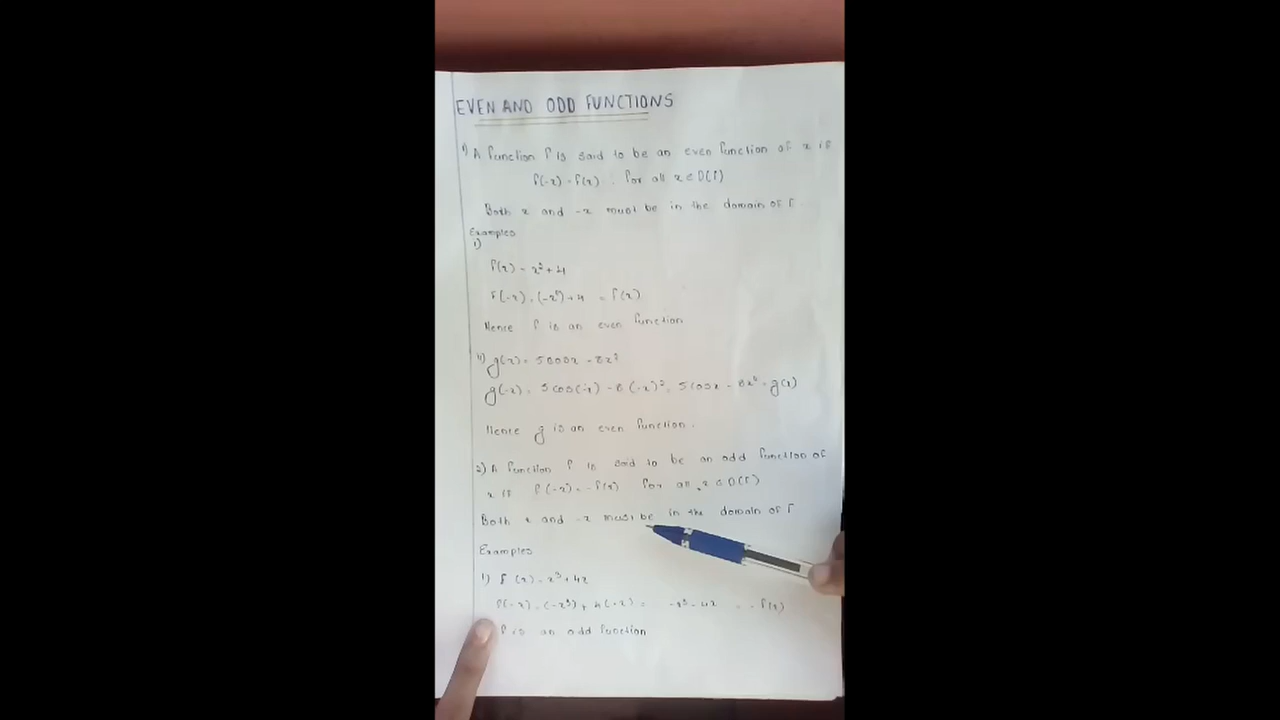 EVEN AND ODD FUNCTIONS
1) A function f is said to be an even function of x if
f(-x) = f(x) for all x ∈ D(f)
Both x and -x must be in the domain of f
Examples
i)
f(x) = x² + 4
f(-x) = (-x²) + 4 = f(x)
Hence f is an even function
ii) g(x) = 5cosx - 8x²
g(-x) = 5cos(-x) - 8(-x)² = 5cosx - 8x² = g(x)
Hence g is an even function.
2) A function f is said to be an odd function of
x if f(-x) = -f(x) for all x ∈ D(f)
Both x and -x must be in the domain of f
Examples
i) f(x) = x³ + 4x
f(-x) = (-x³) + 4(-x) = -x³ - 4x = -f(x)
f is an odd function